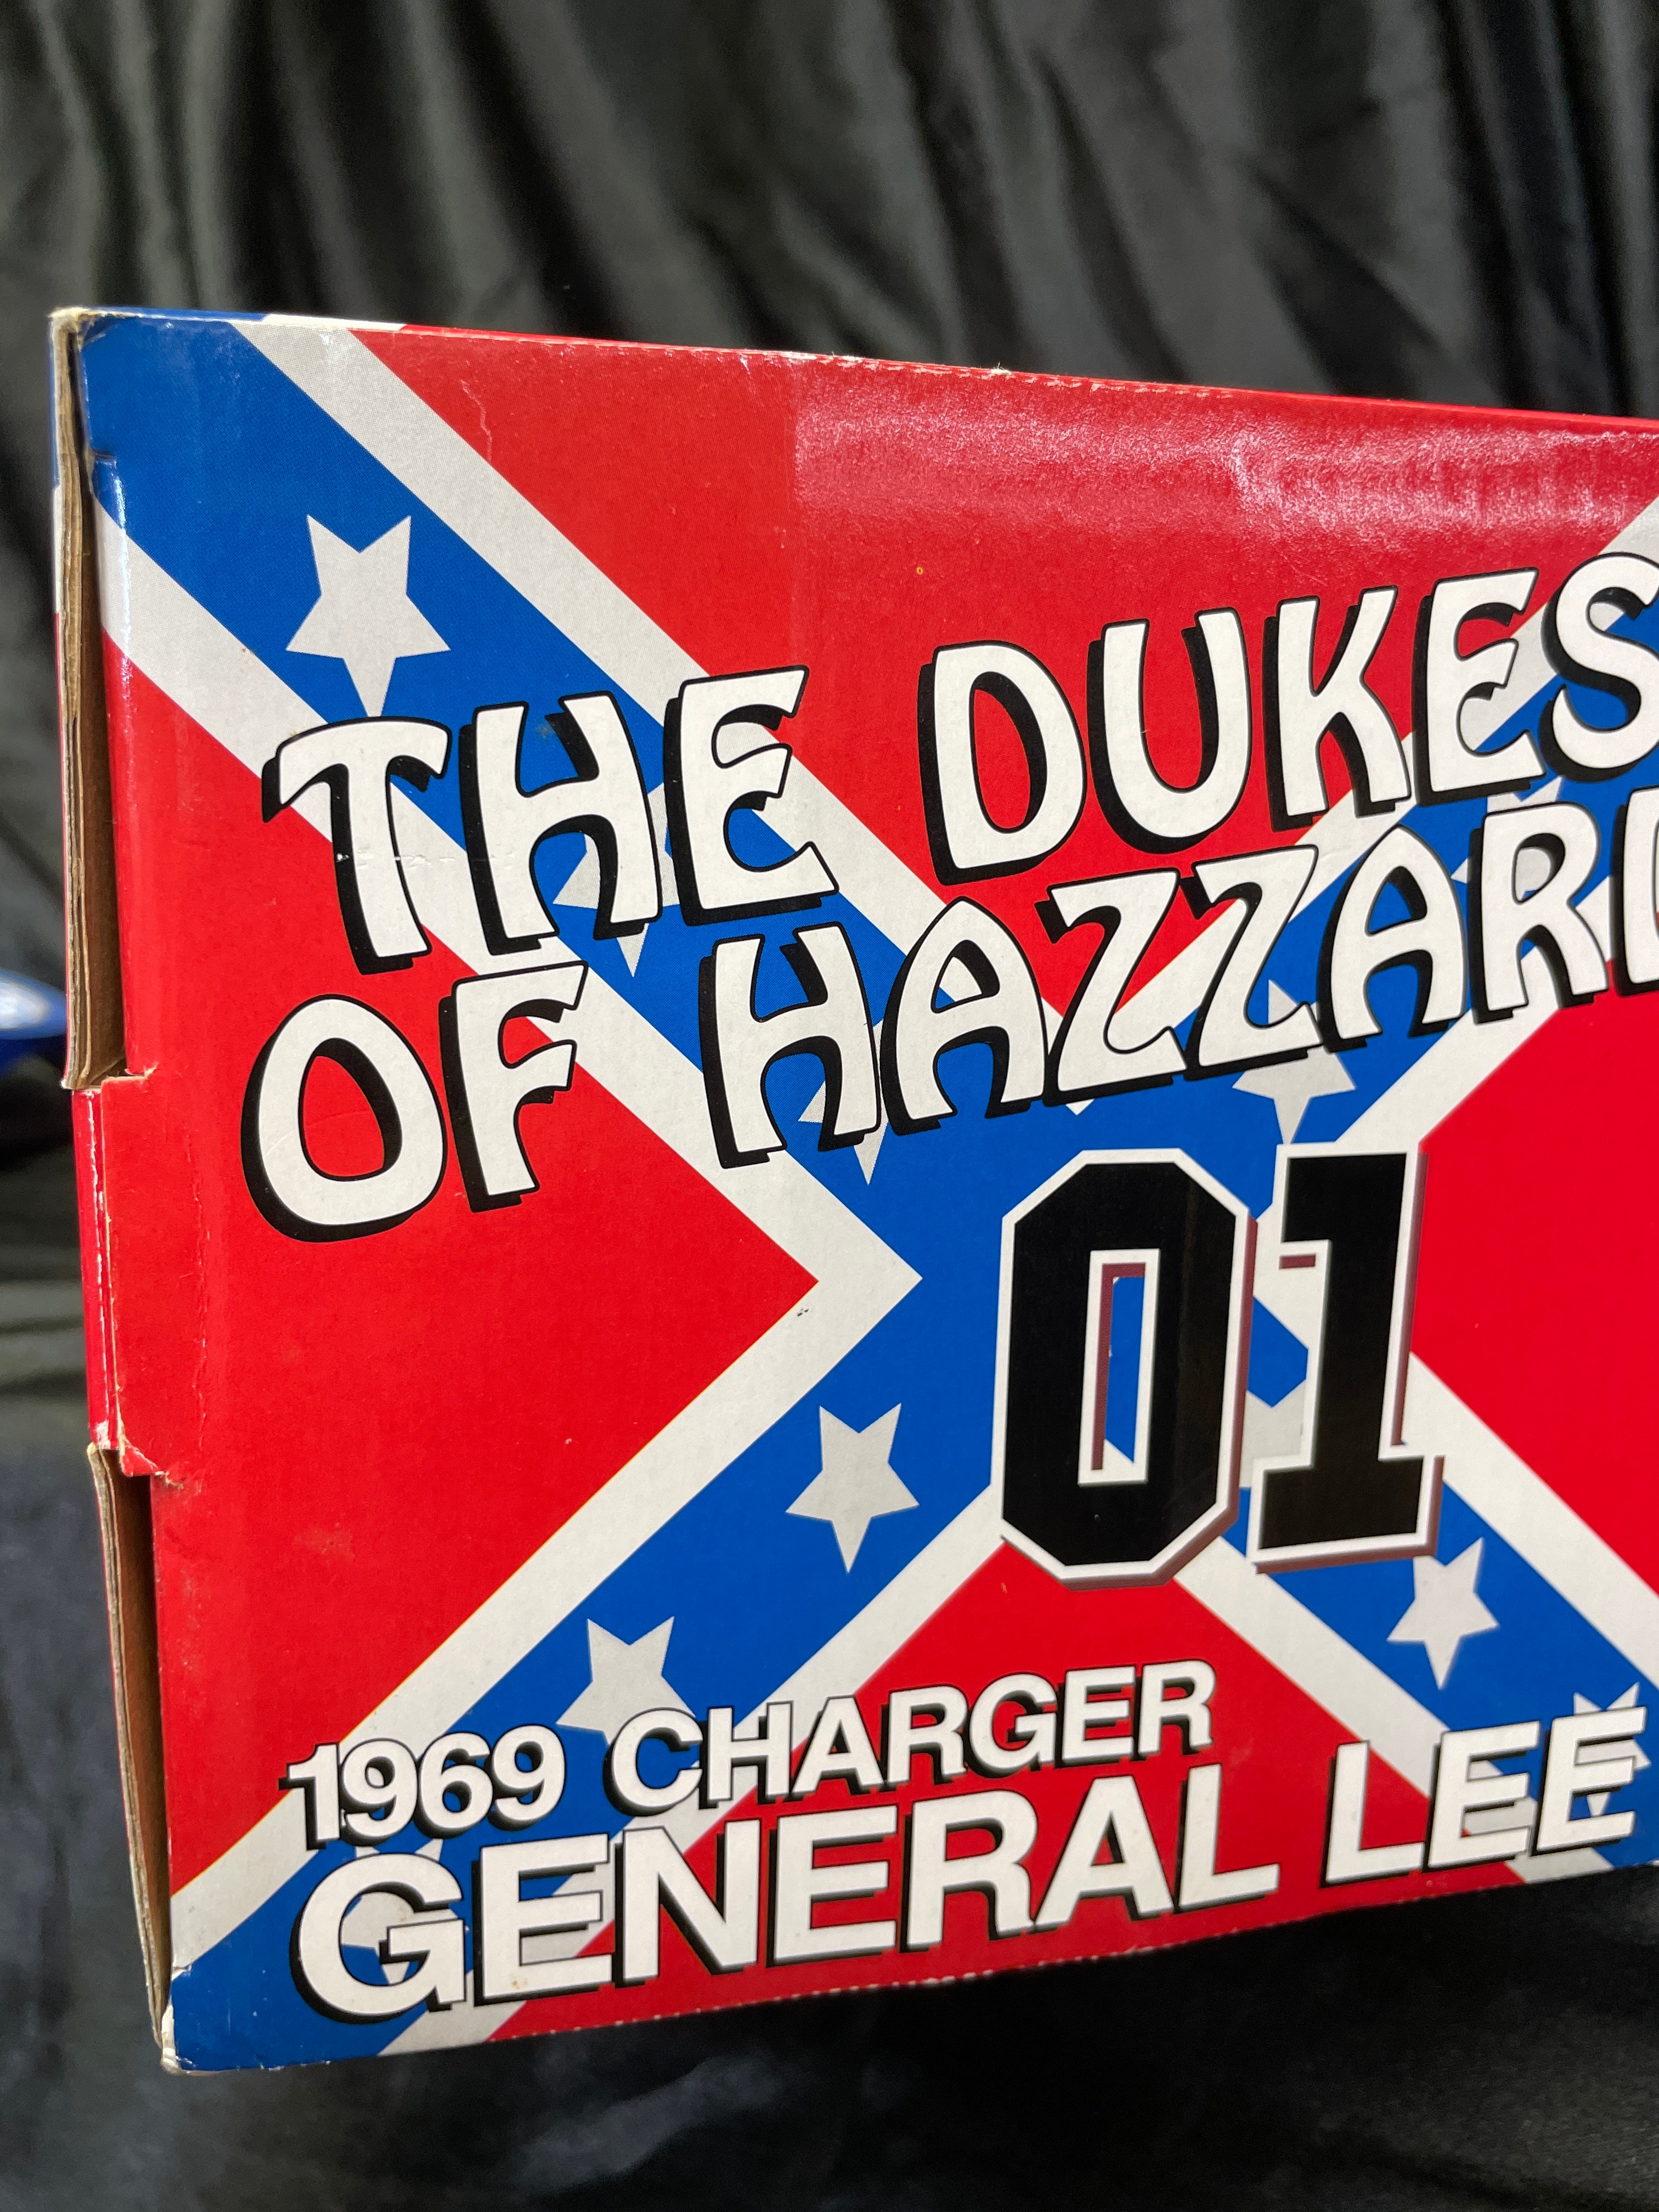 THE DUKES
OF HAZZARD
01
1969 CHARGER
GENERAL LEE